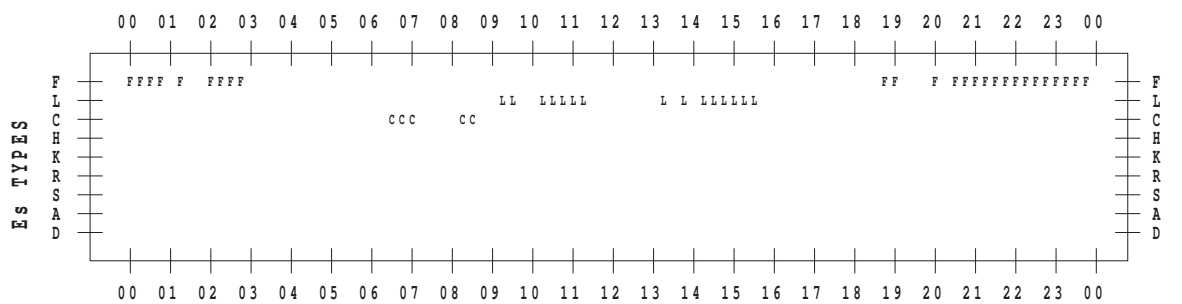 00 01 02 03 04 05 06 07 08 09 10 11 12 13 14 15 16 17 18 19 20 21 22 23 00
F FFFF F FFFF FF F FFFFFFFFFFFFFF F
L LL LLLLL L L LLLLLL L
C CCC CC C
H H
K K
R R
S S
A A
D D
Es TYPES
00 01 02 03 04 05 06 07 08 09 10 11 12 13 14 15 16 17 18 19 20 21 22 23 00